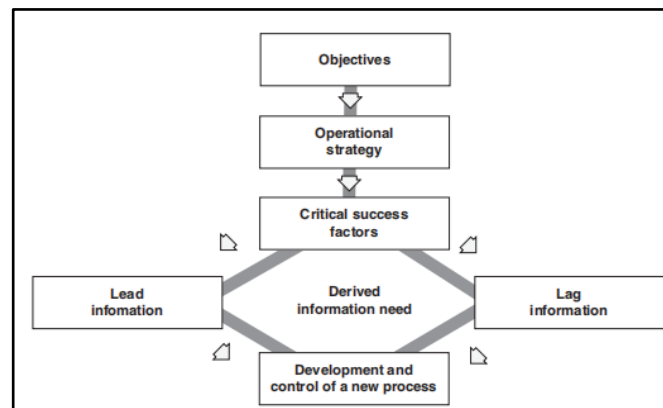 Objectives
Operational
strategy
Critical success
factors
Lead
infomation
Derived
information need
Lag
information
Development and
control of a new process